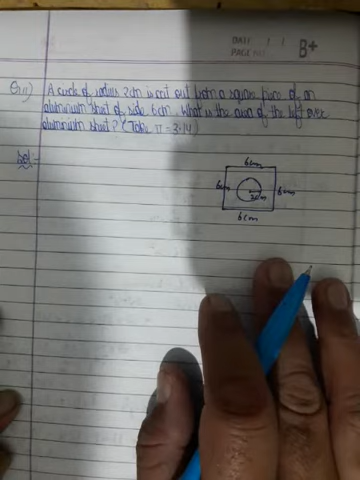 DATE
PAGE NO.
B+
Q.11) A circle of radius 2cm is cut out from a square piece of an
aluminium sheet of side 6cm. What is the area of the left over
aluminium sheet? (Take π = 3.14)
Sol:-
6cm
6cm
6cm
2cm
6cm